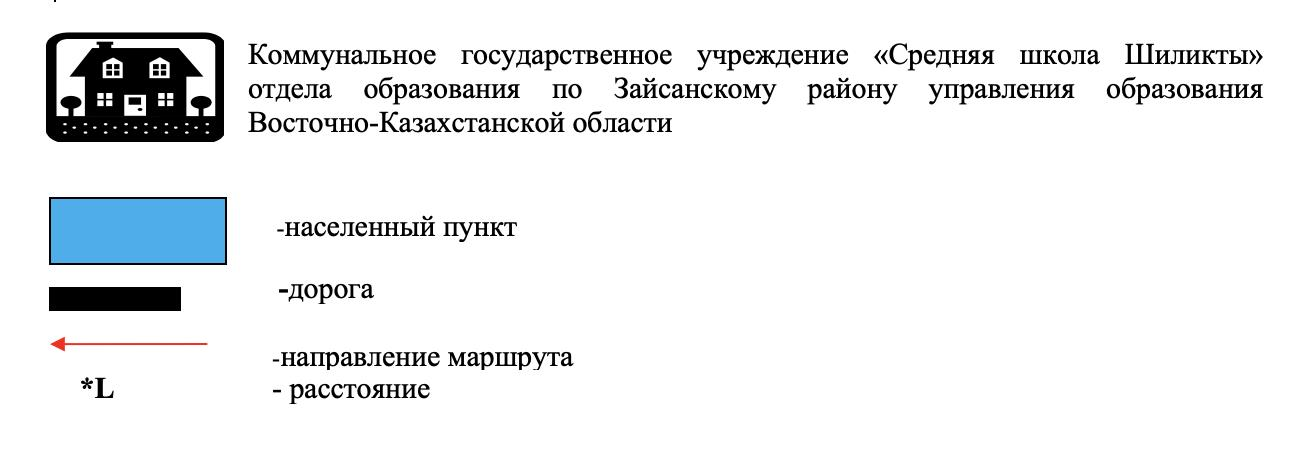 Коммунальное государственное учреждение «Средняя школа Шиликты»
отдела образования по Зайсанскому району управления образования
Восточно-Казахстанской области
-населенный пункт
-дорога
-направление маршрута
*L - расстояние